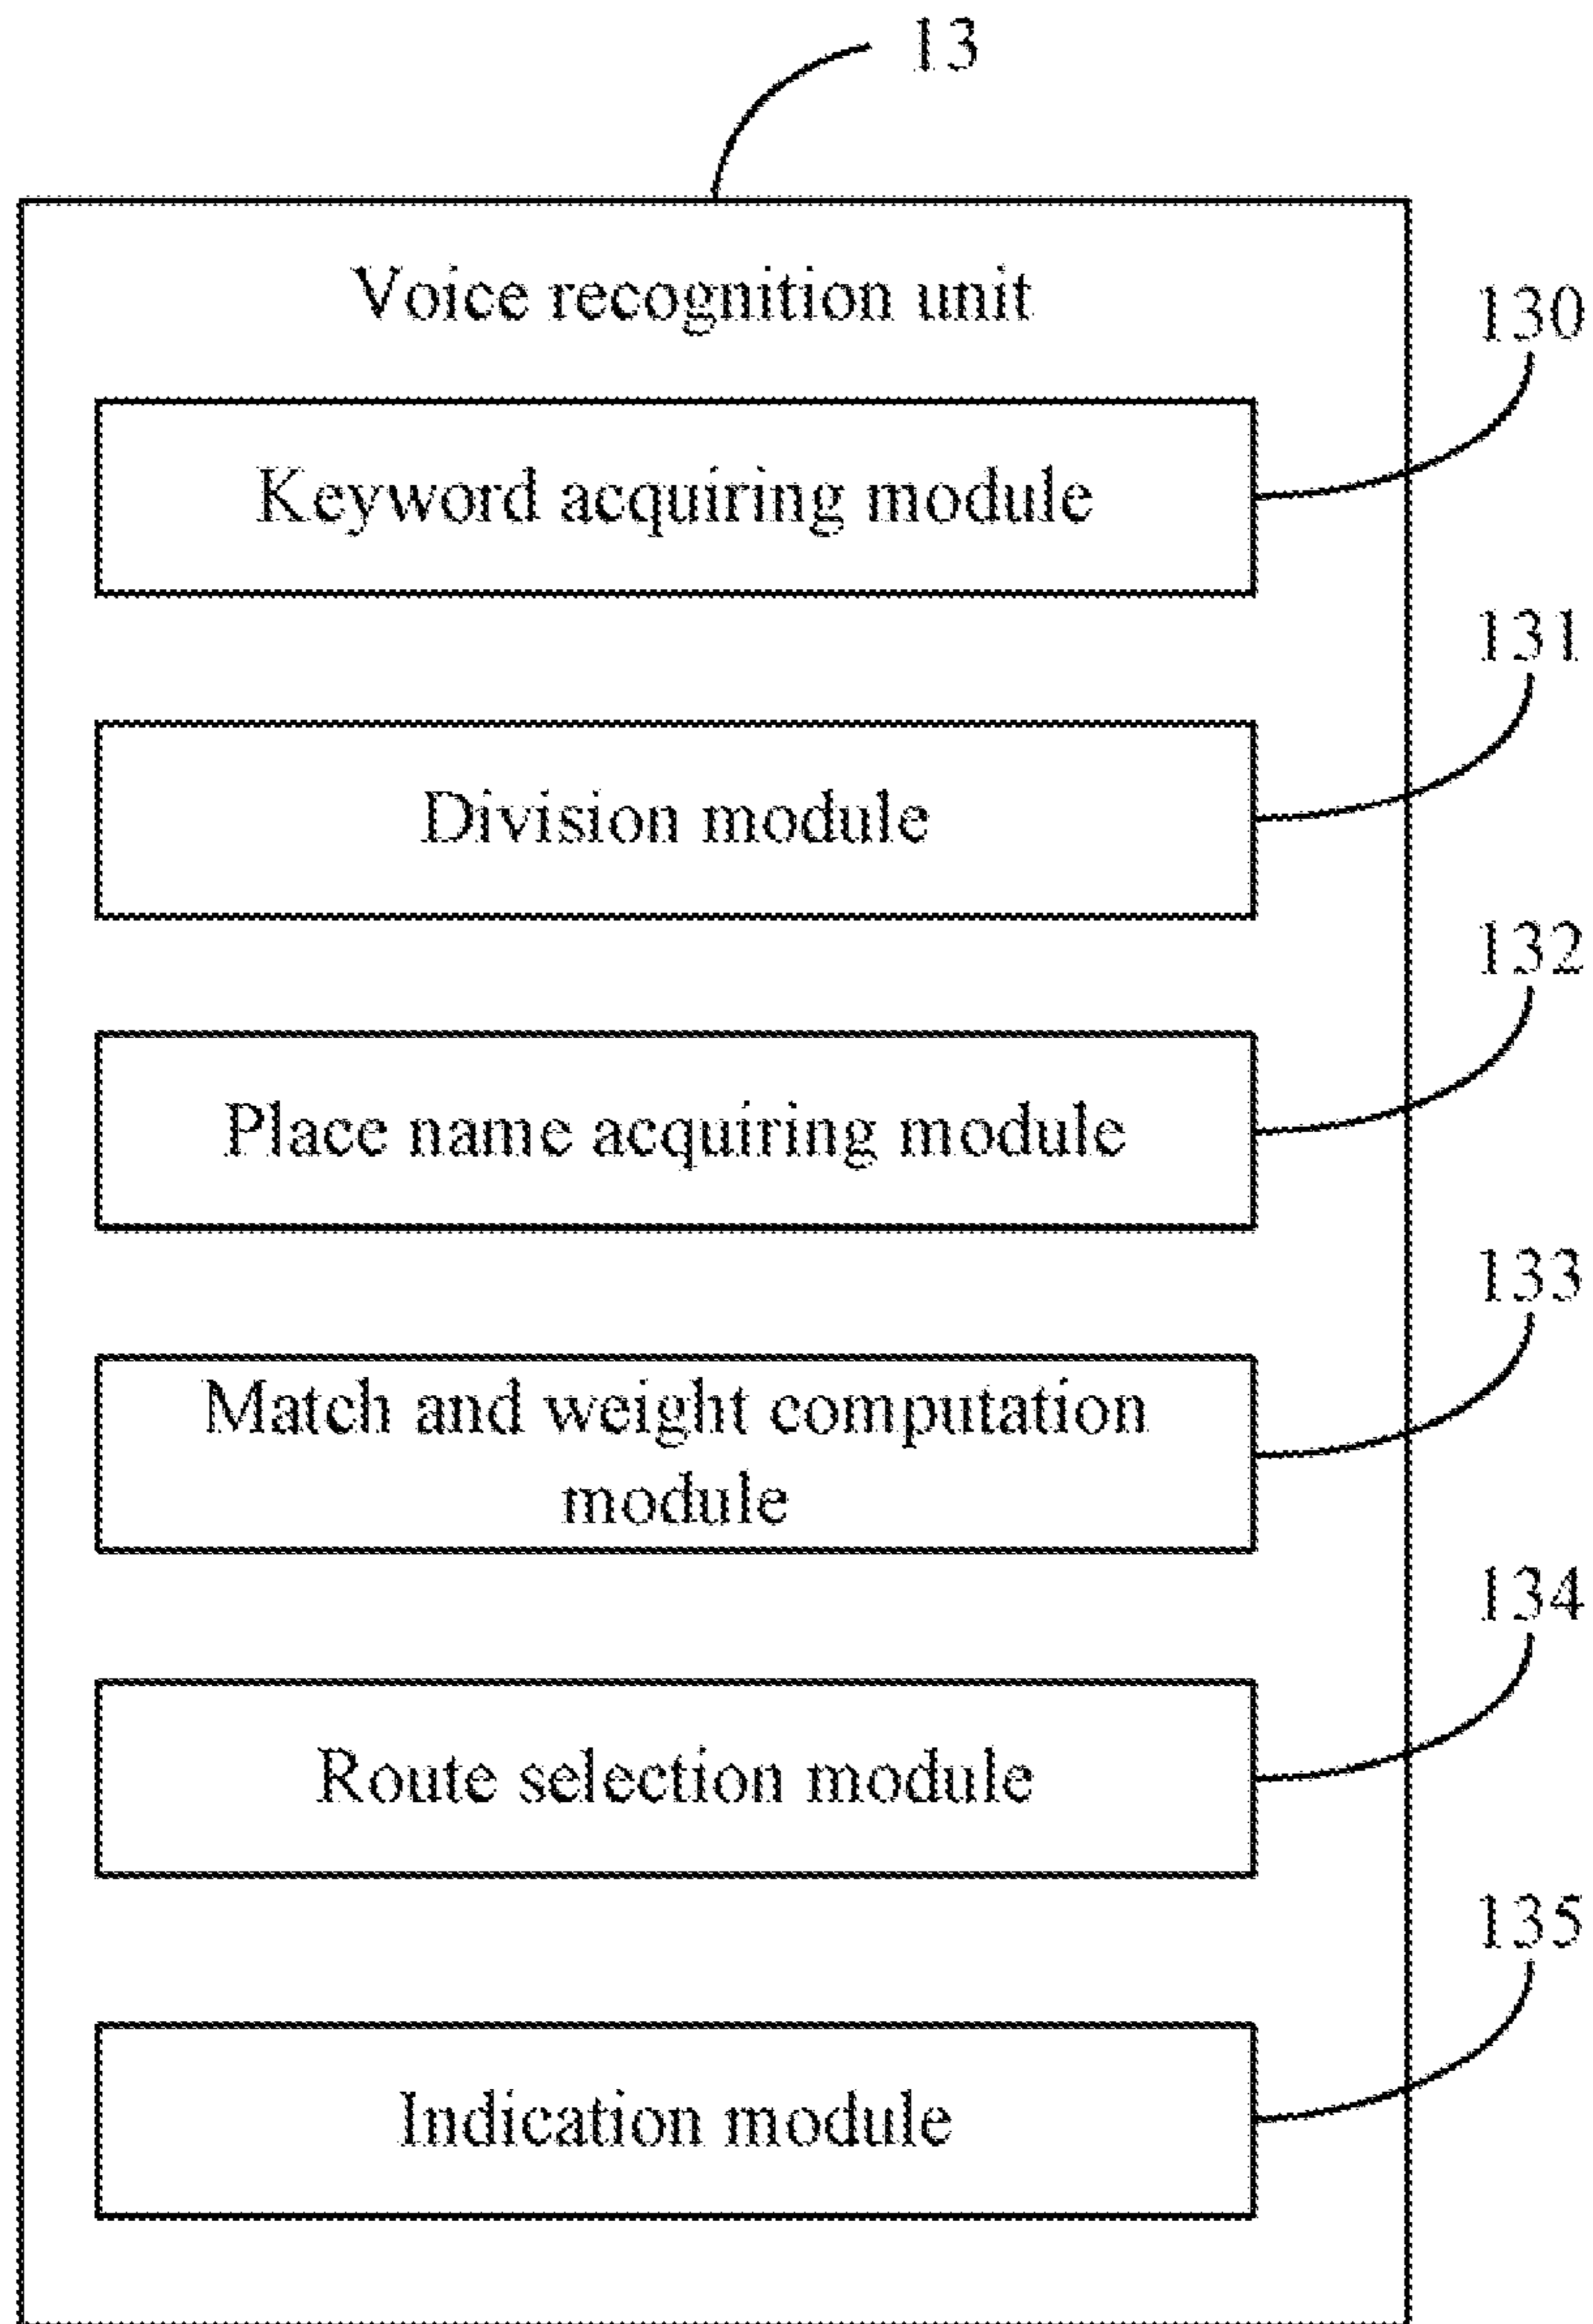 13
Voice recognition unit
130
Keyword acquiring module
131
Division module
132
Place name acquiring module
133
Match and weight computation
module
134
Route selection module
135
Indication module